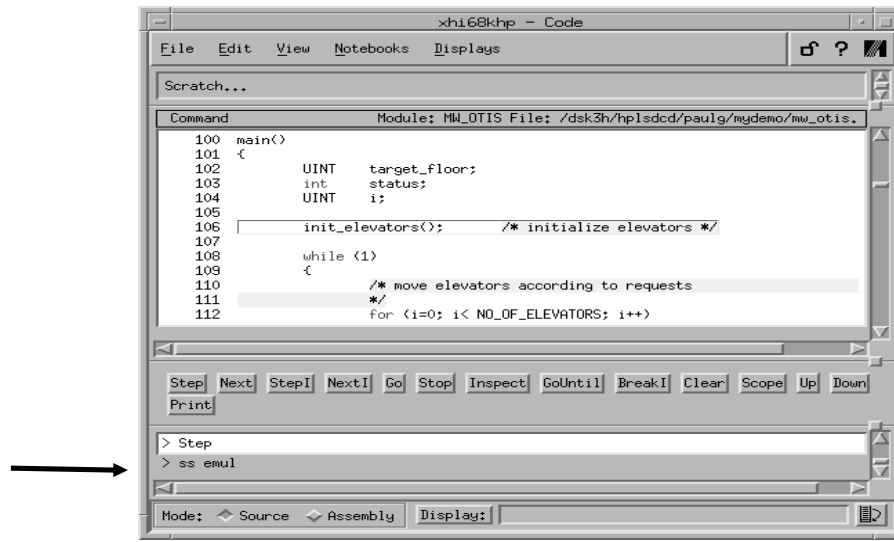 xhi68khp - Code
File Edit View Notebooks Displays ?
Scratch...
Command Module: MW_OTIS File: /dsk3h/hplsdcd/paulg/mydemo/mw_otis.
100 main()
101 {
102 UINT target_floor;
103 int status;
104 UINT i;
105
106 init_elevators(); /* initialize elevators */
107
108 while (1)
109 {
110 /* move elevators according to requests
111 */
112 for (i=0; i< NO_OF_ELEVATORS; i++)
Step Next StepI NextI Go Stop Inspect GoUntil BreakI Clear Scope Up Down
Print
> Step
> ss emul
Mode: Source Assembly Display: